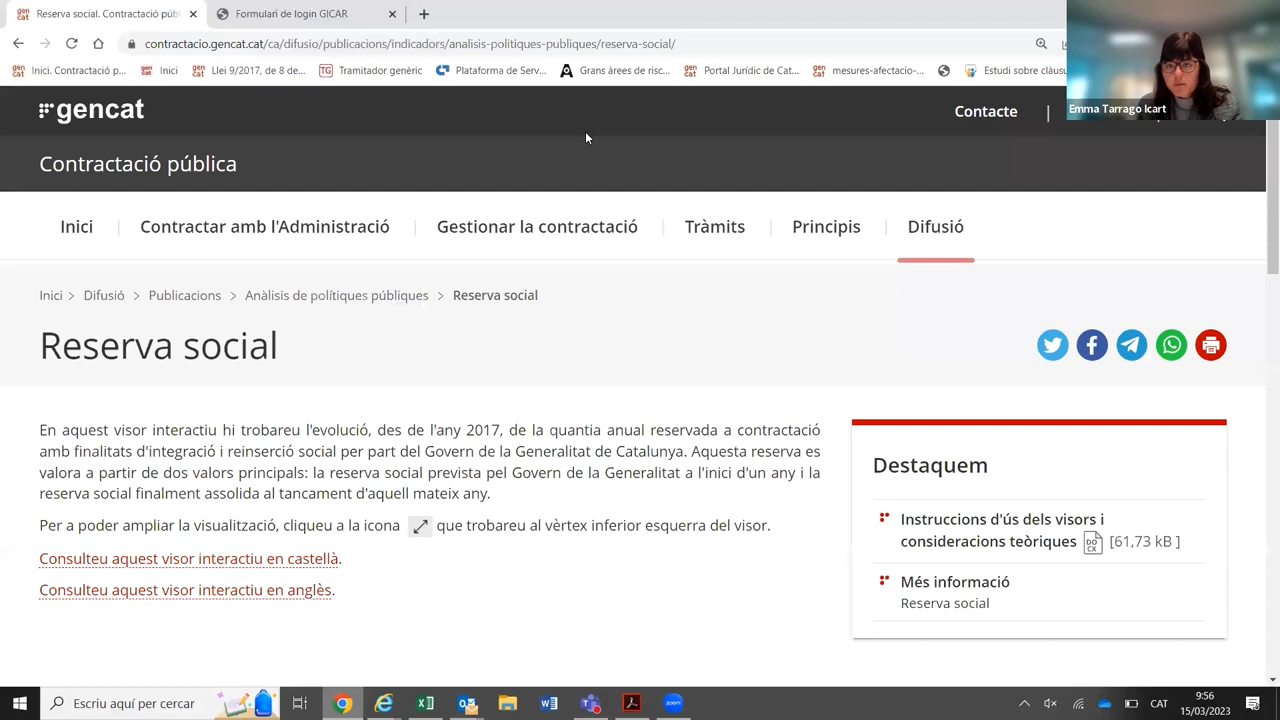 Reserva social. Contractació púb
Formulari de login GICAR
contractacio.gencat.cat/ca/difusio/publicacions/indicadors/analisis-politiques-publiques/reserva-social/
Inici. Contractació p...
Inici
Llei 9/2017, de 8 de...
TG Tramitador genèric
Plataforma de Serv...
Grans àrees de risc...
Portal Jurídic de Cat...
mesures-afectacio-...
Estudi sobre clàusu
Emma Tarrago Icart
gencat
Contacte
Contractació pública
Inici
Contractar amb l'Administració
Gestionar la contractació
Tràmits
Principis
Difusió
Inici > Difusió > Publicacions > Anàlisis de polítiques públiques > Reserva social
Reserva social
En aquest visor interactiu hi trobareu l'evolució, des de l'any 2017, de la quantia anual reservada a contractació
amb finalitats d'integració i reinserció social per part del Govern de la Generalitat de Catalunya. Aquesta reserva es
valora a partir de dos valors principals: la reserva social prevista pel Govern de la Generalitat a l'inici d'un any i la
reserva social finalment assolida al tancament d'aquell mateix any.
Per a poder ampliar la visualització, cliqueu a la icona que trobareu al vèrtex inferior esquerra del visor.
Consulteu aquest visor interactiu en castellà.
Consulteu aquest visor interactiu en anglès.
Destaquem
Instruccions d'ús dels visors i
consideracions teòriques DOCX [61,73 kB ]
Més informació
Reserva social
Escriu aquí per cercar
CAT
9:56
15/03/2023